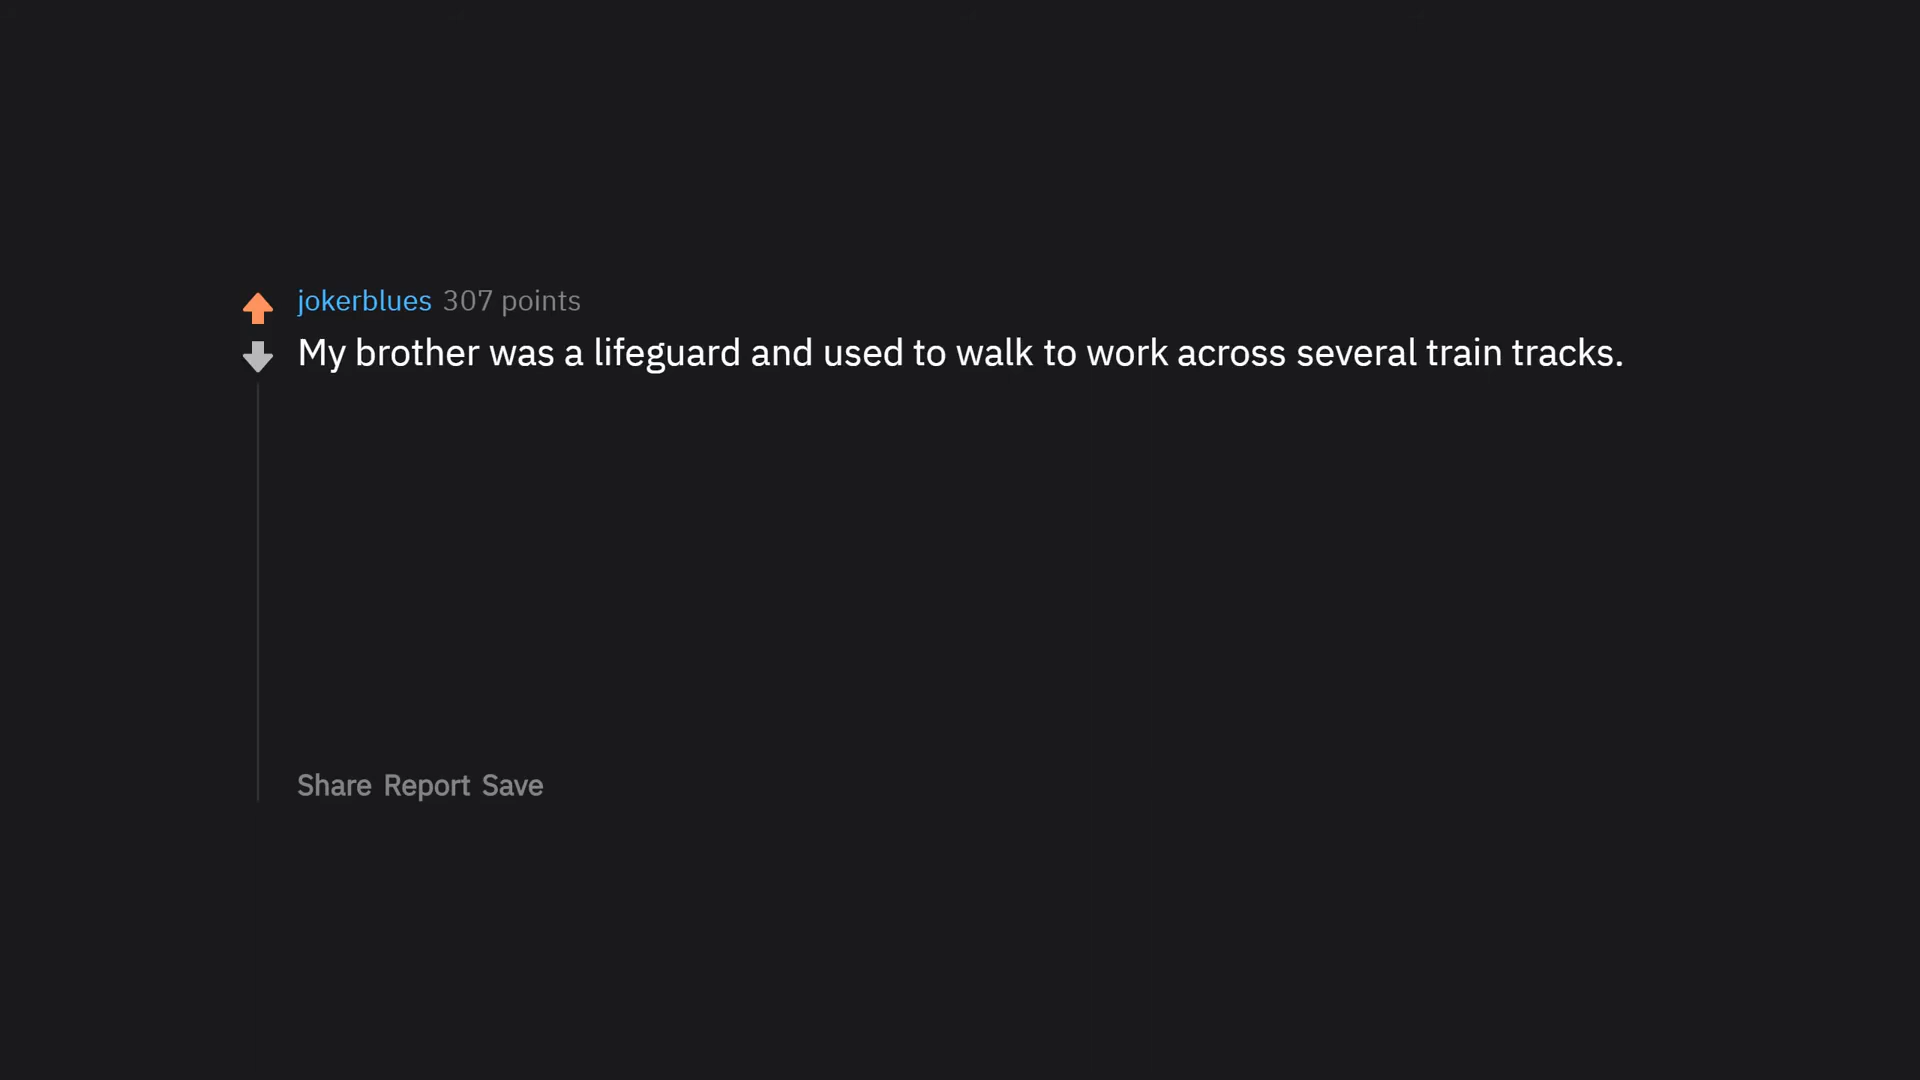 jokerblues 307 points
My brother was a lifeguard and used to walk to work across several train tracks.
Share Report Save